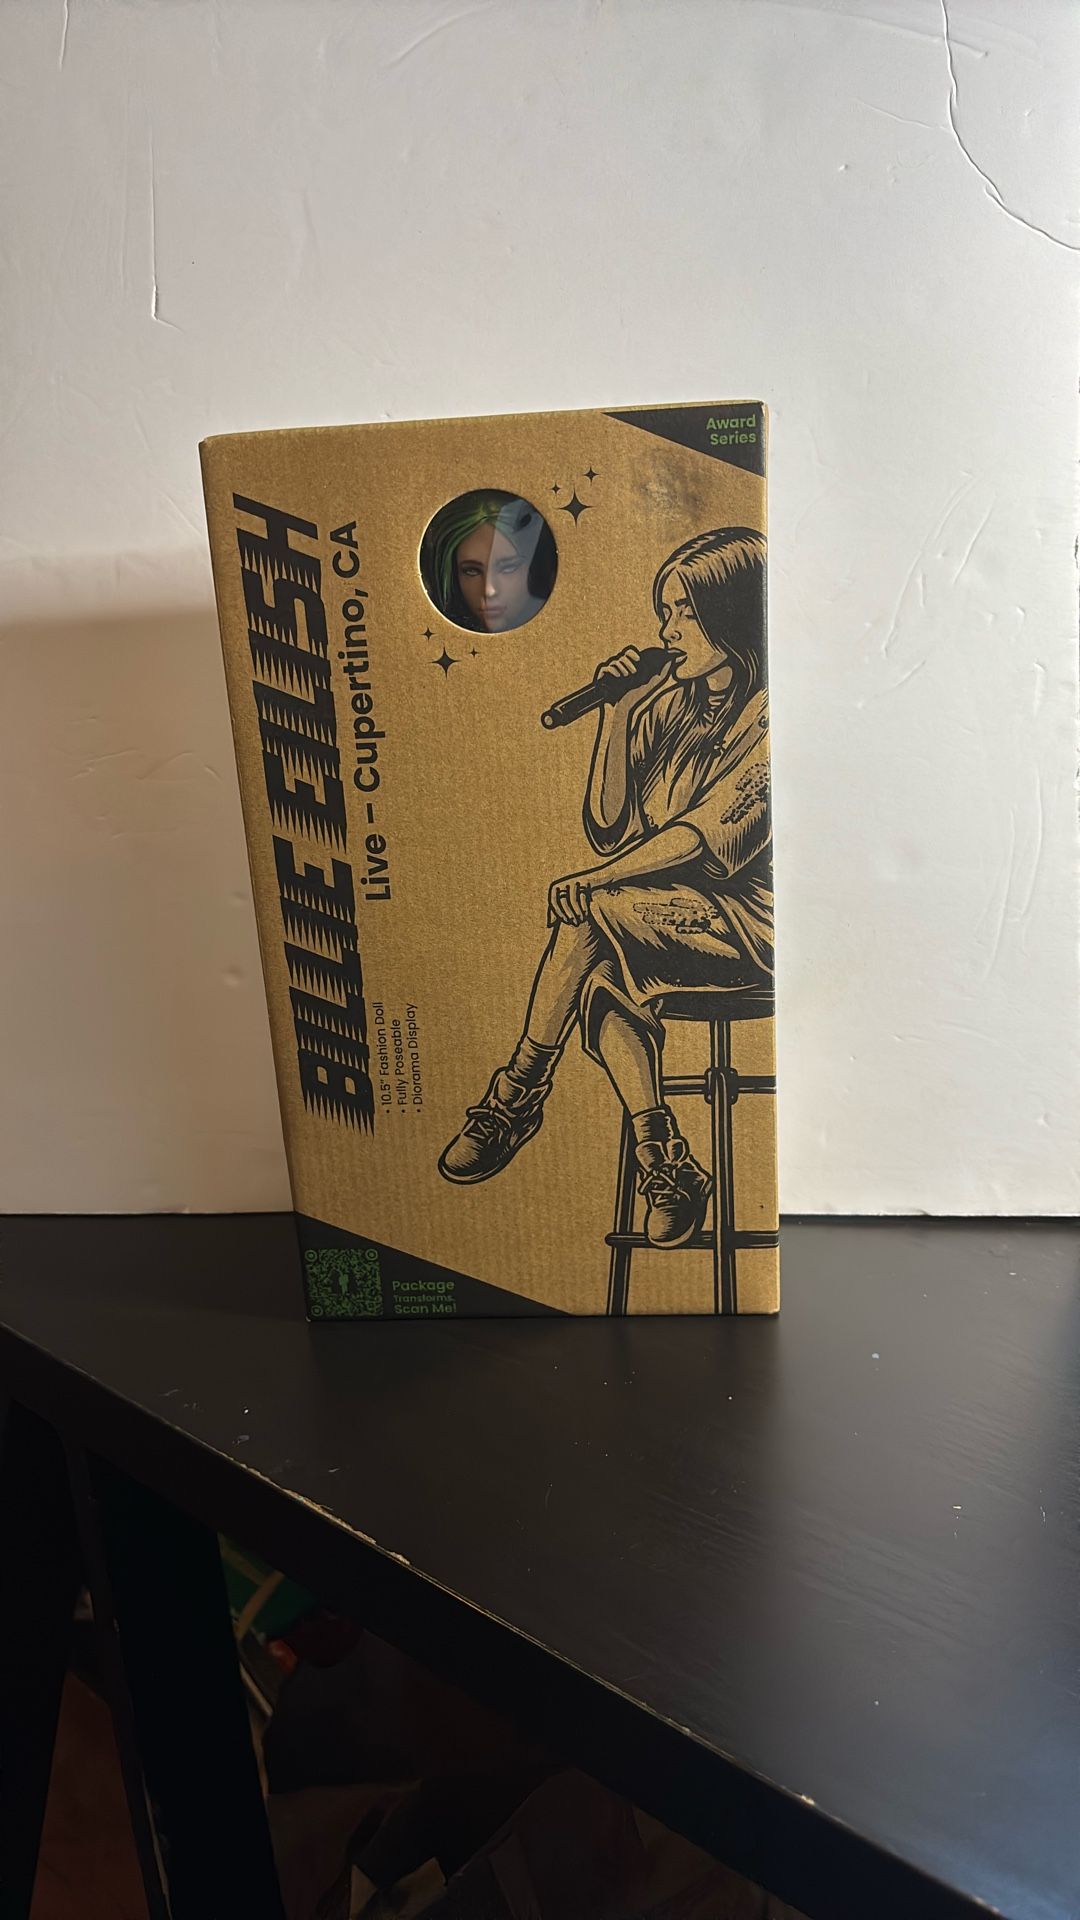 Award
Series
BILLIE EILISH
Live – Cupertino, CA
• 10.5" Fashion Doll
• Fully Poseable
• Diorama Display
Package
Transforms.
Scan Me!